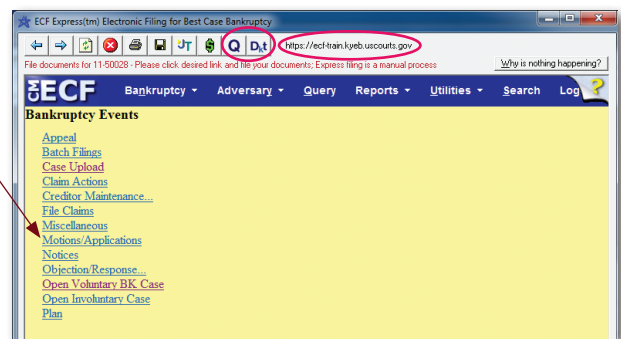 ECF Express(tm) Electronic Filing for Best Case Bankruptcy
Q Dkt https://ecf-train.kyeb.uscourts.gov
File documents for 11-50028 - Please click desired link and file your documents; Express filing is a manual process Why is nothing happening?
CM ECF Bankruptcy Adversary Query Reports Utilities Search Log ?
Bankruptcy Events
Appeal
Batch Filings
Case Upload
Claim Actions
Creditor Maintenance...
File Claims
Miscellaneous
Motions/Applications
Notices
Objection/Response...
Open Voluntary BK Case
Open Involuntary Case
Plan